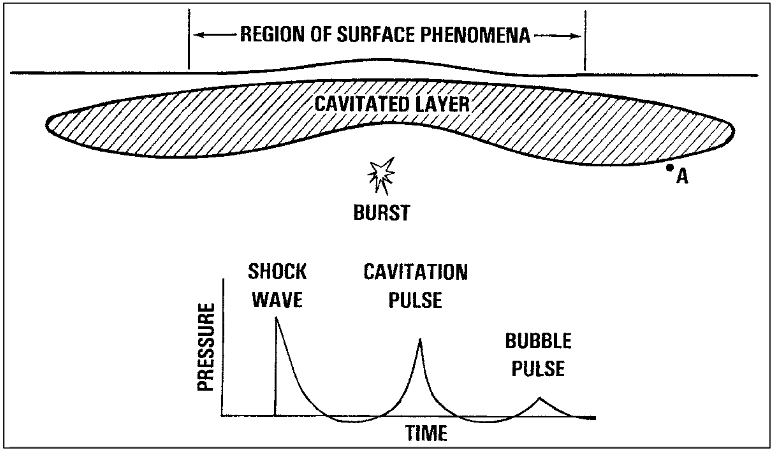 REGION OF SURFACE PHENOMENA
CAVITATED LAYER
A
BURST
SHOCK
WAVE
CAVITATION
PULSE
BUBBLE
PULSE
PRESSURE
TIME